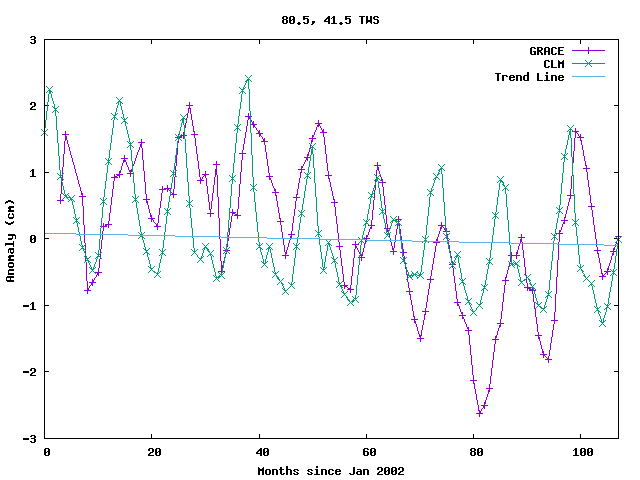 80.5, 41.5 TWS
GRACE
CLM
Trend Line
3
2
1
0
-1
-2
-3
Anomaly (cm)
0 20 40 60 80 100
Months since Jan 2002